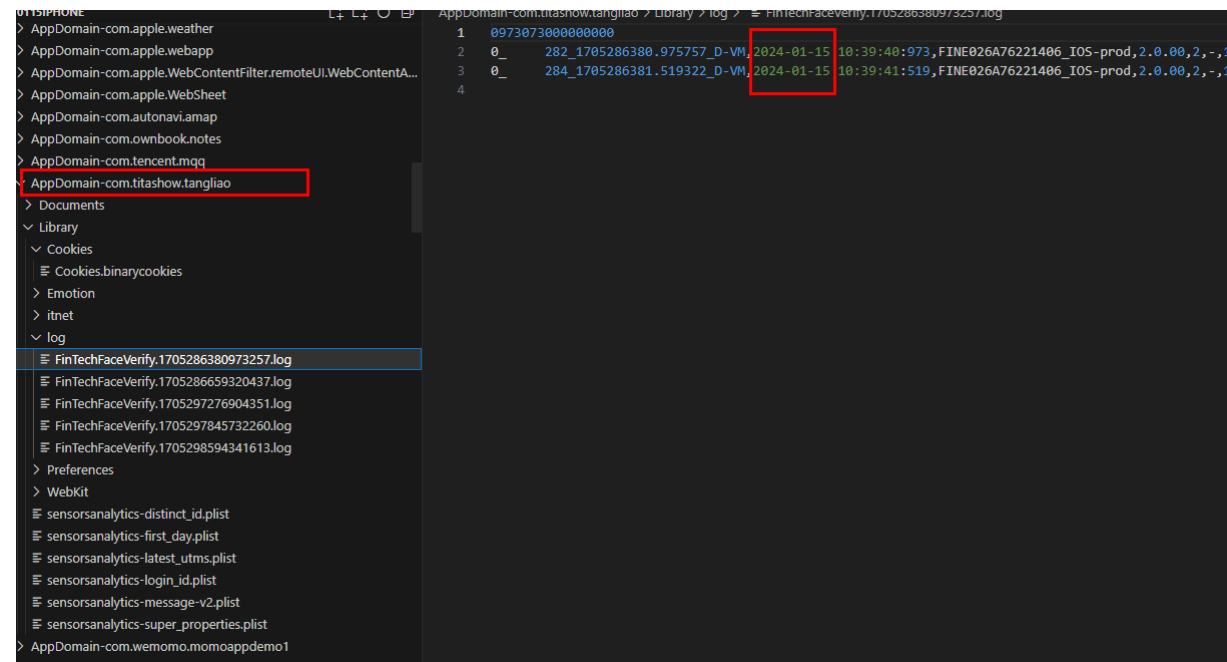 0115IPHONE
AppDomain-com.apple.weather
AppDomain-com.apple.webapp
AppDomain-com.apple.WebContentFilter.remoteUI.WebContentA...
AppDomain-com.apple.WebSheet
AppDomain-com.autonavi.amap
AppDomain-com.ownbook.notes
AppDomain-com.tencent.mqq
AppDomain-com.titashow.tangliao
Documents
Library
Cookies
Cookies.binarycookies
Emotion
itnet
log
FinTechFaceVerify.1705286380973257.log
FinTechFaceVerify.1705286659320437.log
FinTechFaceVerify.1705297276904351.log
FinTechFaceVerify.1705297845732260.log
FinTechFaceVerify.1705298594341613.log
Preferences
WebKit
sensorsanalytics-distinct_id.plist
sensorsanalytics-first_day.plist
sensorsanalytics-latest_utms.plist
sensorsanalytics-login_id.plist
sensorsanalytics-message-v2.plist
sensorsanalytics-super_properties.plist
AppDomain-com.wemomo.momoappdemo1
AppDomain-com.titashow.tangliao > Library > log > FinTechFaceVerify.1705286380973257.log
1 0973073000000000
2 0_ 282_1705286380.975757_D-VM,2024-01-15 10:39:40:973,FINE026A76221406_IOS-prod,2.0.00,2,-,1
3 0_ 284_1705286381.519322_D-VM,2024-01-15 10:39:41:519,FINE026A76221406_IOS-prod,2.0.00,2,-,1
4